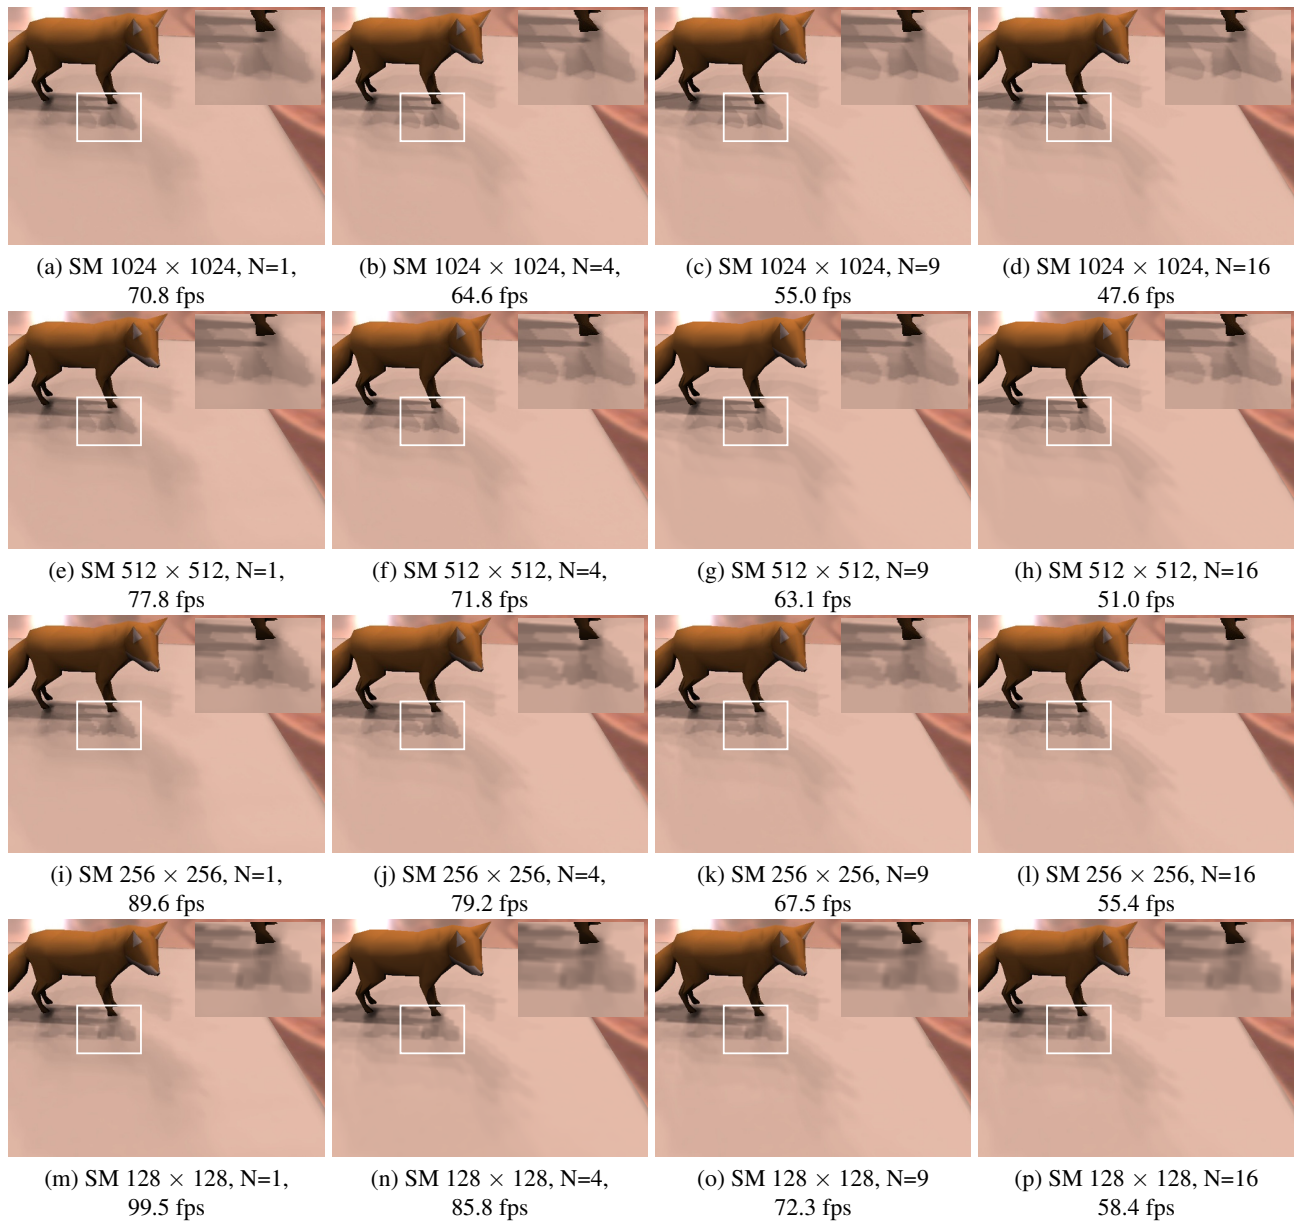 (a) SM 1024 × 1024, N=1,
70.8 fps
(b) SM 1024 × 1024, N=4,
64.6 fps
(c) SM 1024 × 1024, N=9
55.0 fps
(d) SM 1024 × 1024, N=16
47.6 fps
(e) SM 512 × 512, N=1,
77.8 fps
(f) SM 512 × 512, N=4,
71.8 fps
(g) SM 512 × 512, N=9
63.1 fps
(h) SM 512 × 512, N=16
51.0 fps
(i) SM 256 × 256, N=1,
89.6 fps
(j) SM 256 × 256, N=4,
79.2 fps
(k) SM 256 × 256, N=9
67.5 fps
(l) SM 256 × 256, N=16
55.4 fps
(m) SM 128 × 128, N=1,
99.5 fps
(n) SM 128 × 128, N=4,
85.8 fps
(o) SM 128 × 128, N=9
72.3 fps
(p) SM 128 × 128, N=16
58.4 fps